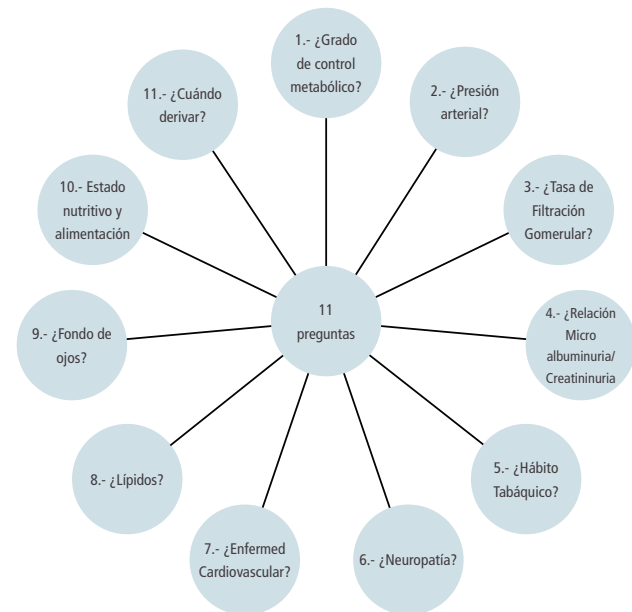 1.- ¿Grado
de control
metabólico?
2.- ¿Presión
arterial?
3.- ¿Tasa de
Filtración
Gomerular?
4.- ¿Relación
Micro
albuminuria/
Creatininuria
5.- ¿Hábito
Tabáquico?
6.- ¿Neuropatía?
7.- ¿Enfermed
Cardiovascular?
8.- ¿Lípidos?
9.- ¿Fondo de
ojos?
10.- Estado
nutritivo y
alimentación
11.- ¿Cuándo
derivar?
11
preguntas